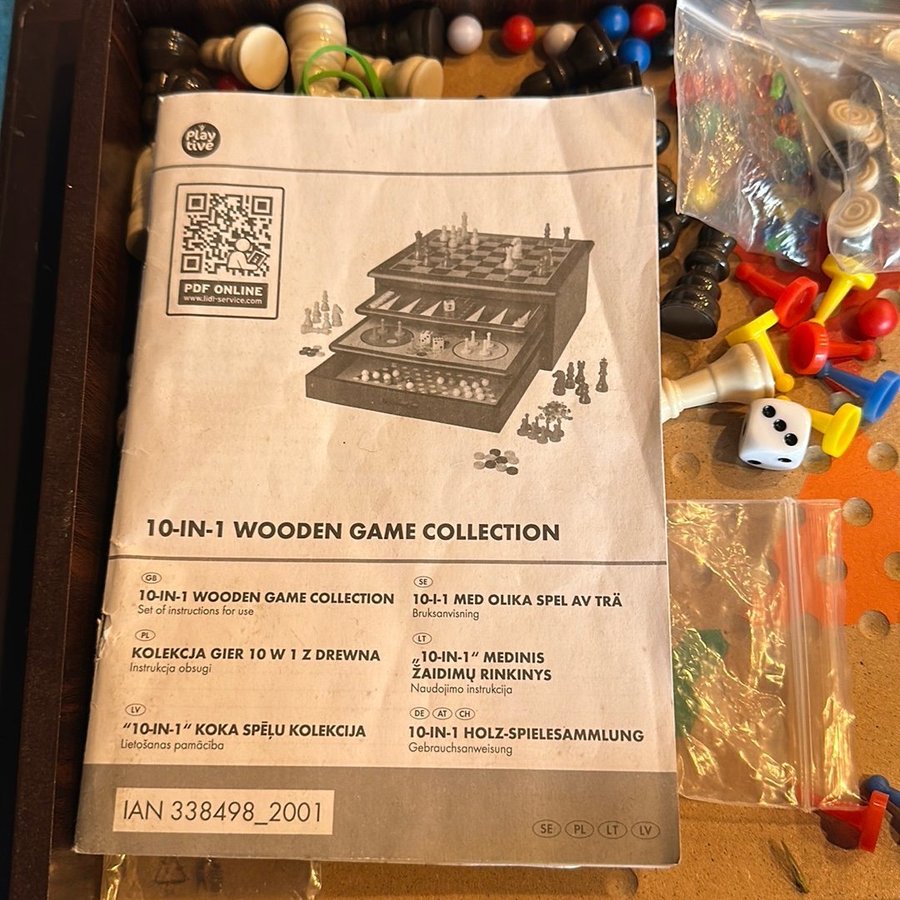 Play
tive
PDF ONLINE
www.lidl-service.com
10-IN-1 WOODEN GAME COLLECTION
GB
10-IN-1 WOODEN GAME COLLECTION
Set of instructions for use
PL
KOLEKCJA GIER 10 W 1 Z DREWNA
Instrukcja obsugi
LV
“10-IN-1“ KOKA SPĒĻU KOLEKCIJA
Lietošanas pamācība
SE
10-I-1 MED OLIKA SPEL AV TRÄ
Bruksanvisning
LT
„10-IN-1“ MEDINIS
ŽAIDIMŲ RINKINYS
Naudojimo instrukcija
DE AT CH
10-IN-1 HOLZ-SPIELESAMMLUNG
Gebrauchsanweisung
IAN 338498_2001
SE PL LT LV